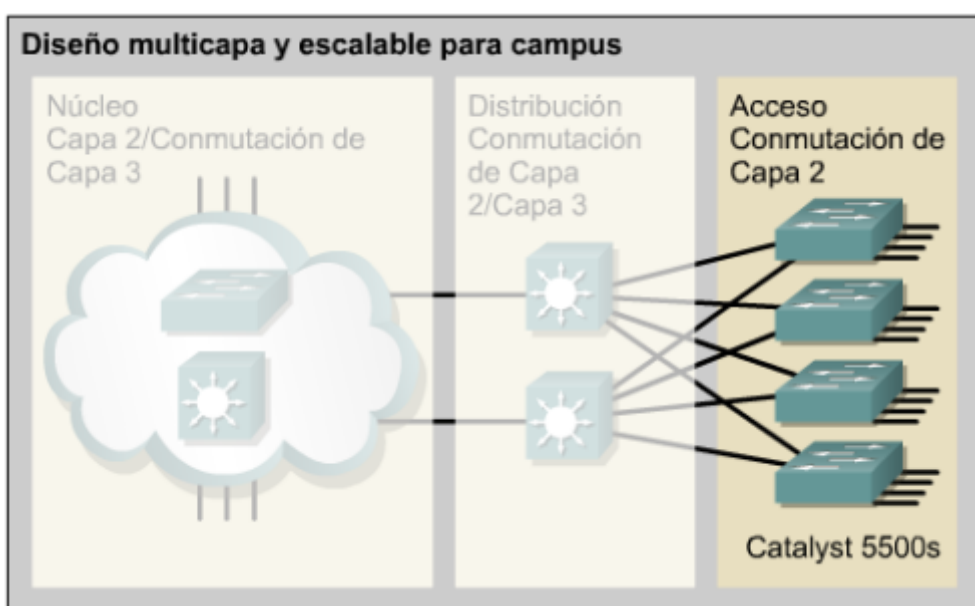 Diseño multicapa y escalable para campus
Núcleo
Capa 2/Conmutación de
Capa 3
Distribución
Conmutación
de Capa
2/Capa 3
Acceso
Conmutación de
Capa 2
Catalyst 5500s